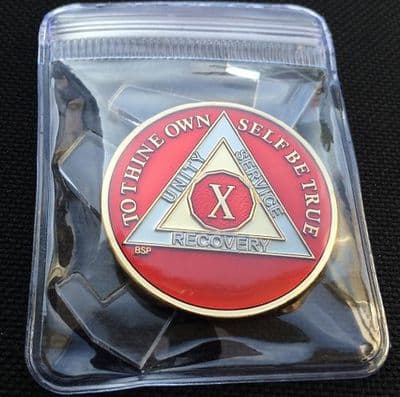 TO THINE OWN SELF BE TRUE
UNITY
SERVICE
X
RECOVERY
BSP